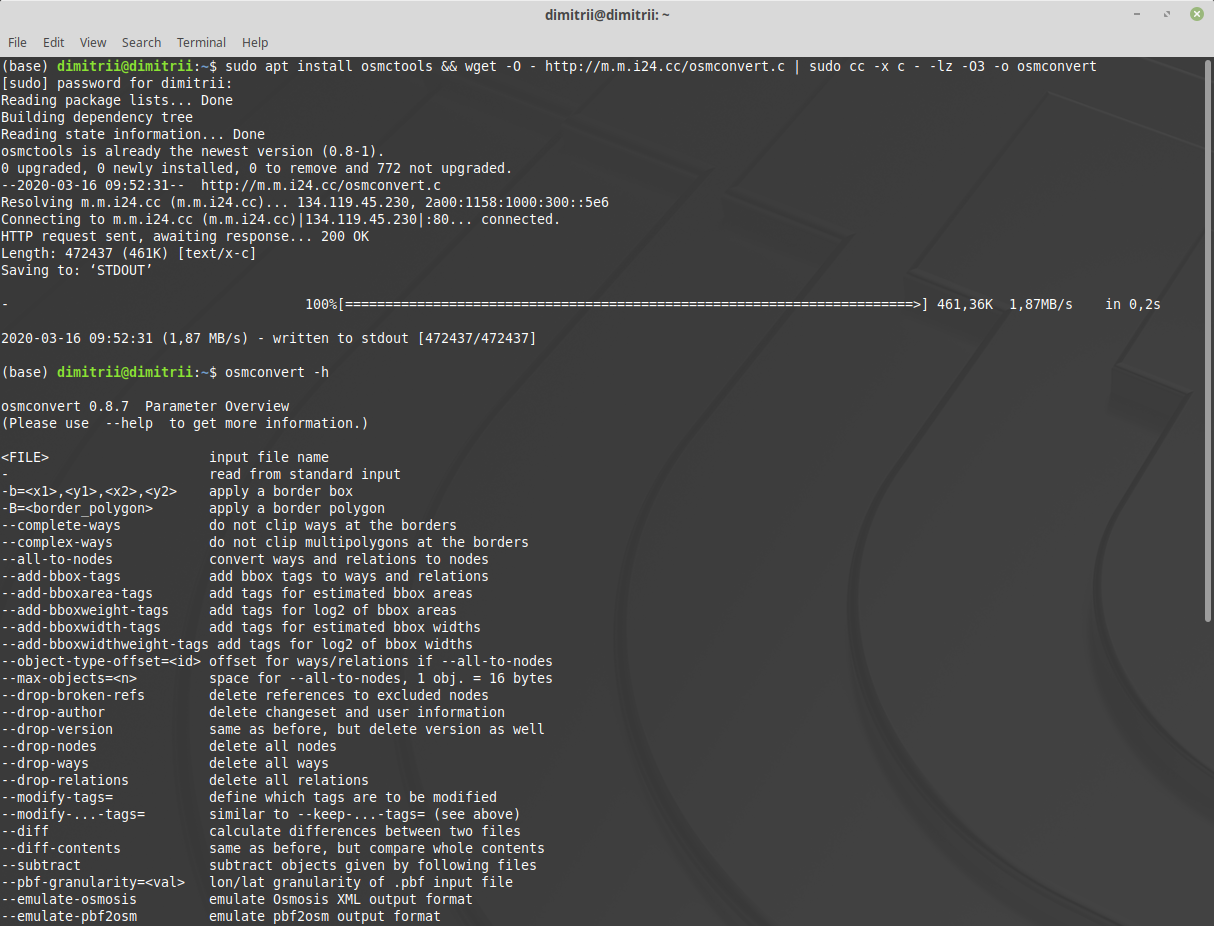 dimitrii@dimitrii: ~
File Edit View Search Terminal Help
(base) dimitrii@dimitrii:~$ sudo apt install osmctools && wget -O - http://m.m.i24.cc/osmconvert.c | sudo cc -x c - -lz -O3 -o osmconvert
[sudo] password for dimitrii:
Reading package lists... Done
Building dependency tree
Reading state information... Done
osmctools is already the newest version (0.8-1).
0 upgraded, 0 newly installed, 0 to remove and 772 not upgraded.
--2020-03-16 09:52:31--  http://m.m.i24.cc/osmconvert.c
Resolving m.m.i24.cc (m.m.i24.cc)... 134.119.45.230, 2a00:1158:1000:300::5e6
Connecting to m.m.i24.cc (m.m.i24.cc)|134.119.45.230|:80... connected.
HTTP request sent, awaiting response... 200 OK
Length: 472437 (461K) [text/x-c]
Saving to: ‘STDOUT’
- 100%[=======================================================================>] 461,36K  1,87MB/s    in 0,2s
2020-03-16 09:52:31 (1,87 MB/s) - written to stdout [472437/472437]
(base) dimitrii@dimitrii:~$ osmconvert -h
osmconvert 0.8.7  Parameter Overview
(Please use  --help  to get more information.)
<FILE>                    input file name
-                         read from standard input
-b=<x1>,<y1>,<x2>,<y2>    apply a border box
-B=<border_polygon>       apply a border polygon
--complete-ways           do not clip ways at the borders
--complex-ways            do not clip multipolygons at the borders
--all-to-nodes            convert ways and relations to nodes
--add-bbox-tags           add bbox tags to ways and relations
--add-bboxarea-tags       add tags for estimated bbox areas
--add-bboxweight-tags     add tags for log2 of bbox areas
--add-bboxwidth-tags      add tags for estimated bbox widths
--add-bboxwidthweight-tags add tags for log2 of bbox widths
--object-type-offset=<id> offset for ways/relations if --all-to-nodes
--max-objects=<n>         space for --all-to-nodes, 1 obj. = 16 bytes
--drop-broken-refs        delete references to excluded nodes
--drop-author             delete changeset and user information
--drop-version            same as before, but delete version as well
--drop-nodes              delete all nodes
--drop-ways               delete all ways
--drop-relations          delete all relations
--modify-tags=            define which tags are to be modified
--modify-...-tags=        similar to --keep-...-tags= (see above)
--diff                    calculate differences between two files
--diff-contents           same as before, but compare whole contents
--subtract                subtract objects given by following files
--pbf-granularity=<val>   lon/lat granularity of .pbf input file
--emulate-osmosis         emulate Osmosis XML output format
--emulate-pbf2osm         emulate pbf2osm output format